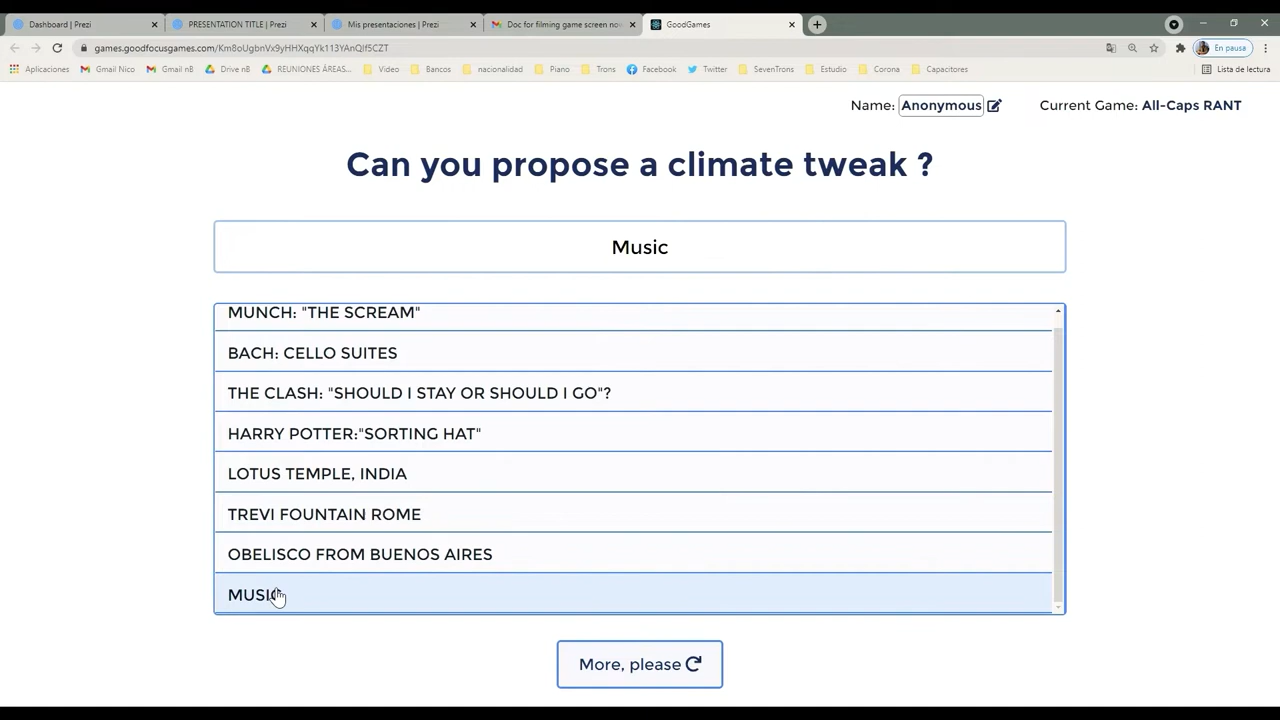 Dashboard | Prezi
PRESENTATION TITLE | Prezi
Mis presentaciones | Prezi
Doc for filming game screen nov
GoodGames
games.goodfocusgames.com/Km8oUgbnVx9yHHXqqYk113YAnQIf5CZT
En pausa
Aplicaciones
Gmail Nico
Gmail nB
Drive nB
REUNIONES ÁREAS...
Video
Bancos
nacionalidad
Piano
Trons
Facebook
Twitter
SevenTrons
Estudio
Corona
Capacitores
Lista de lectura
Name: Anonymous
Current Game: All-Caps RANT
Can you propose a climate tweak ?
Music
MUNCH: "THE SCREAM"
BACH: CELLO SUITES
THE CLASH: "SHOULD I STAY OR SHOULD I GO"?
HARRY POTTER:"SORTING HAT"
LOTUS TEMPLE, INDIA
TREVI FOUNTAIN ROME
OBELISCO FROM BUENOS AIRES
MUSIC
More, please